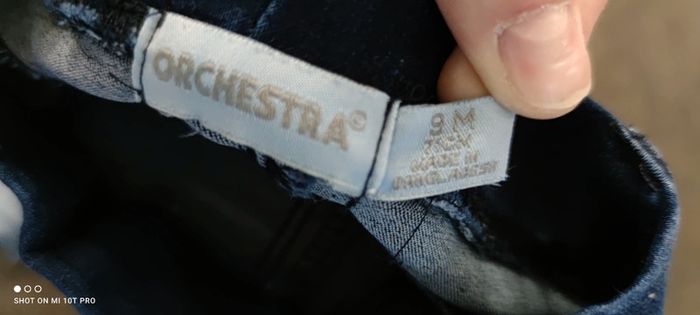 ORCHESTRA©
9 M
MADE IN
BANGLADESH
SHOT ON MI 10T PRO